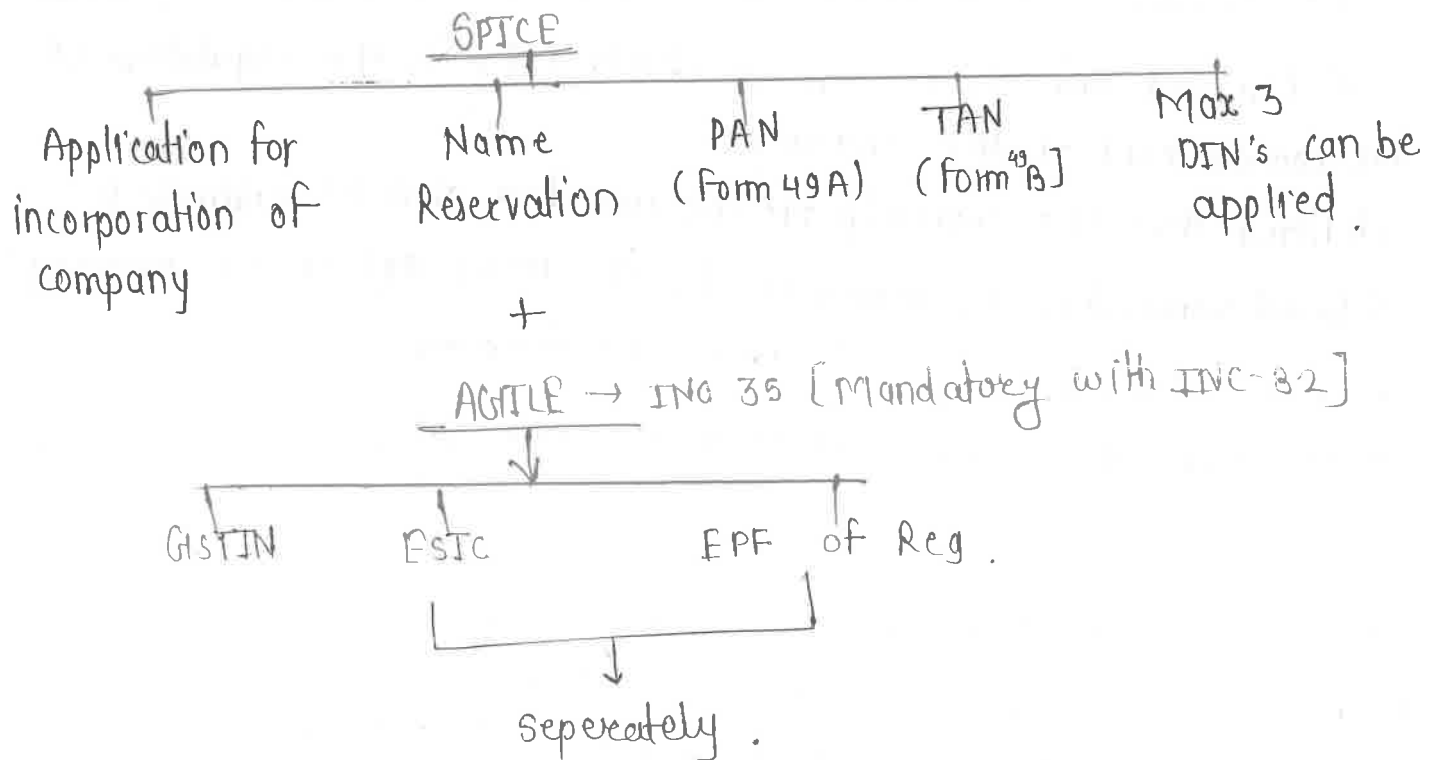 SPICE
Application for incorporation of company
Name Reservation
PAN (Form 49A)
TAN (form 49B]
Max 3 DIN's can be applied.
+
AGILE → INC 35 [Mandatory with INC-32]
GSTIN
ESIC
EPF of Reg.
seperately.